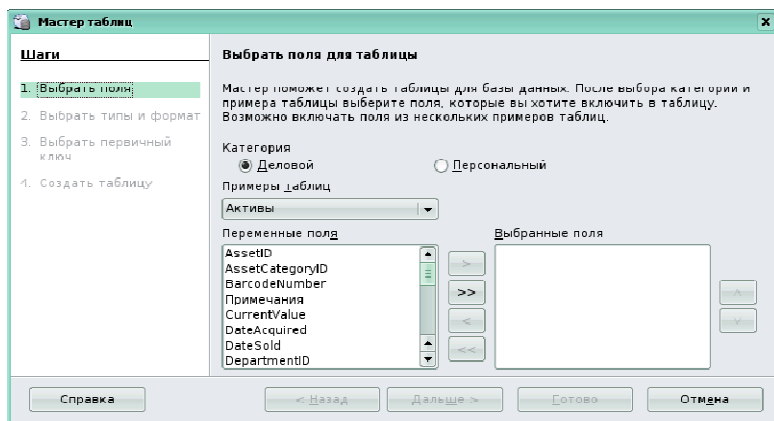 Мастер таблиц
Шаги
1. Выбрать поля
2. Выбрать типы и формат
3. Выбрать первичный
ключ
4. Создать таблицу
Выбрать поля для таблицы
Мастер поможет создать таблицы для базы данных. После выбора категории и
примера таблицы выберите поля, которые вы хотите включить в таблицу.
Возможно включать поля из нескольких примеров таблиц.
Категория
Деловой
Персональный
Примеры таблиц
Активы
Переменные поля
Выбранные поля
AssetID
AssetCategoryID
BarcodeNumber
Примечания
CurrentValue
DateAcquired
DateSold
DepartmentID
>
>>
<
<<
Справка
< Назад
Дальше >
Готово
Отмена